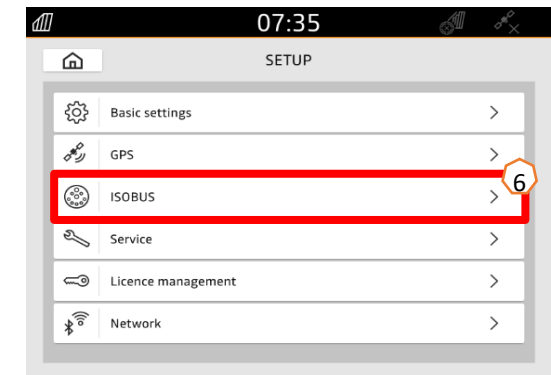 07:35
SETUP
Basic settings
GPS
6
ISOBUS
Service
Licence management
Network